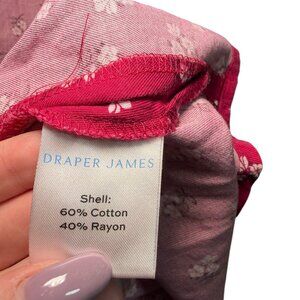 DRAPER JAMES
Shell:
60% Cotton
40% Rayon